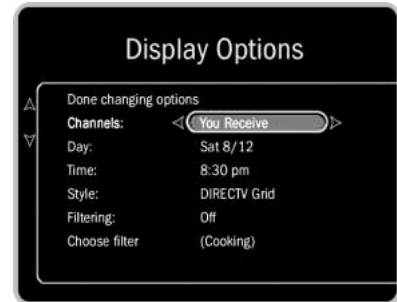 Display Options
Done changing options
Channels: You Receive
Day: Sat 8/12
Time: 8:30 pm
Style: DIRECTV Grid
Filtering: Off
Choose filter (Cooking)